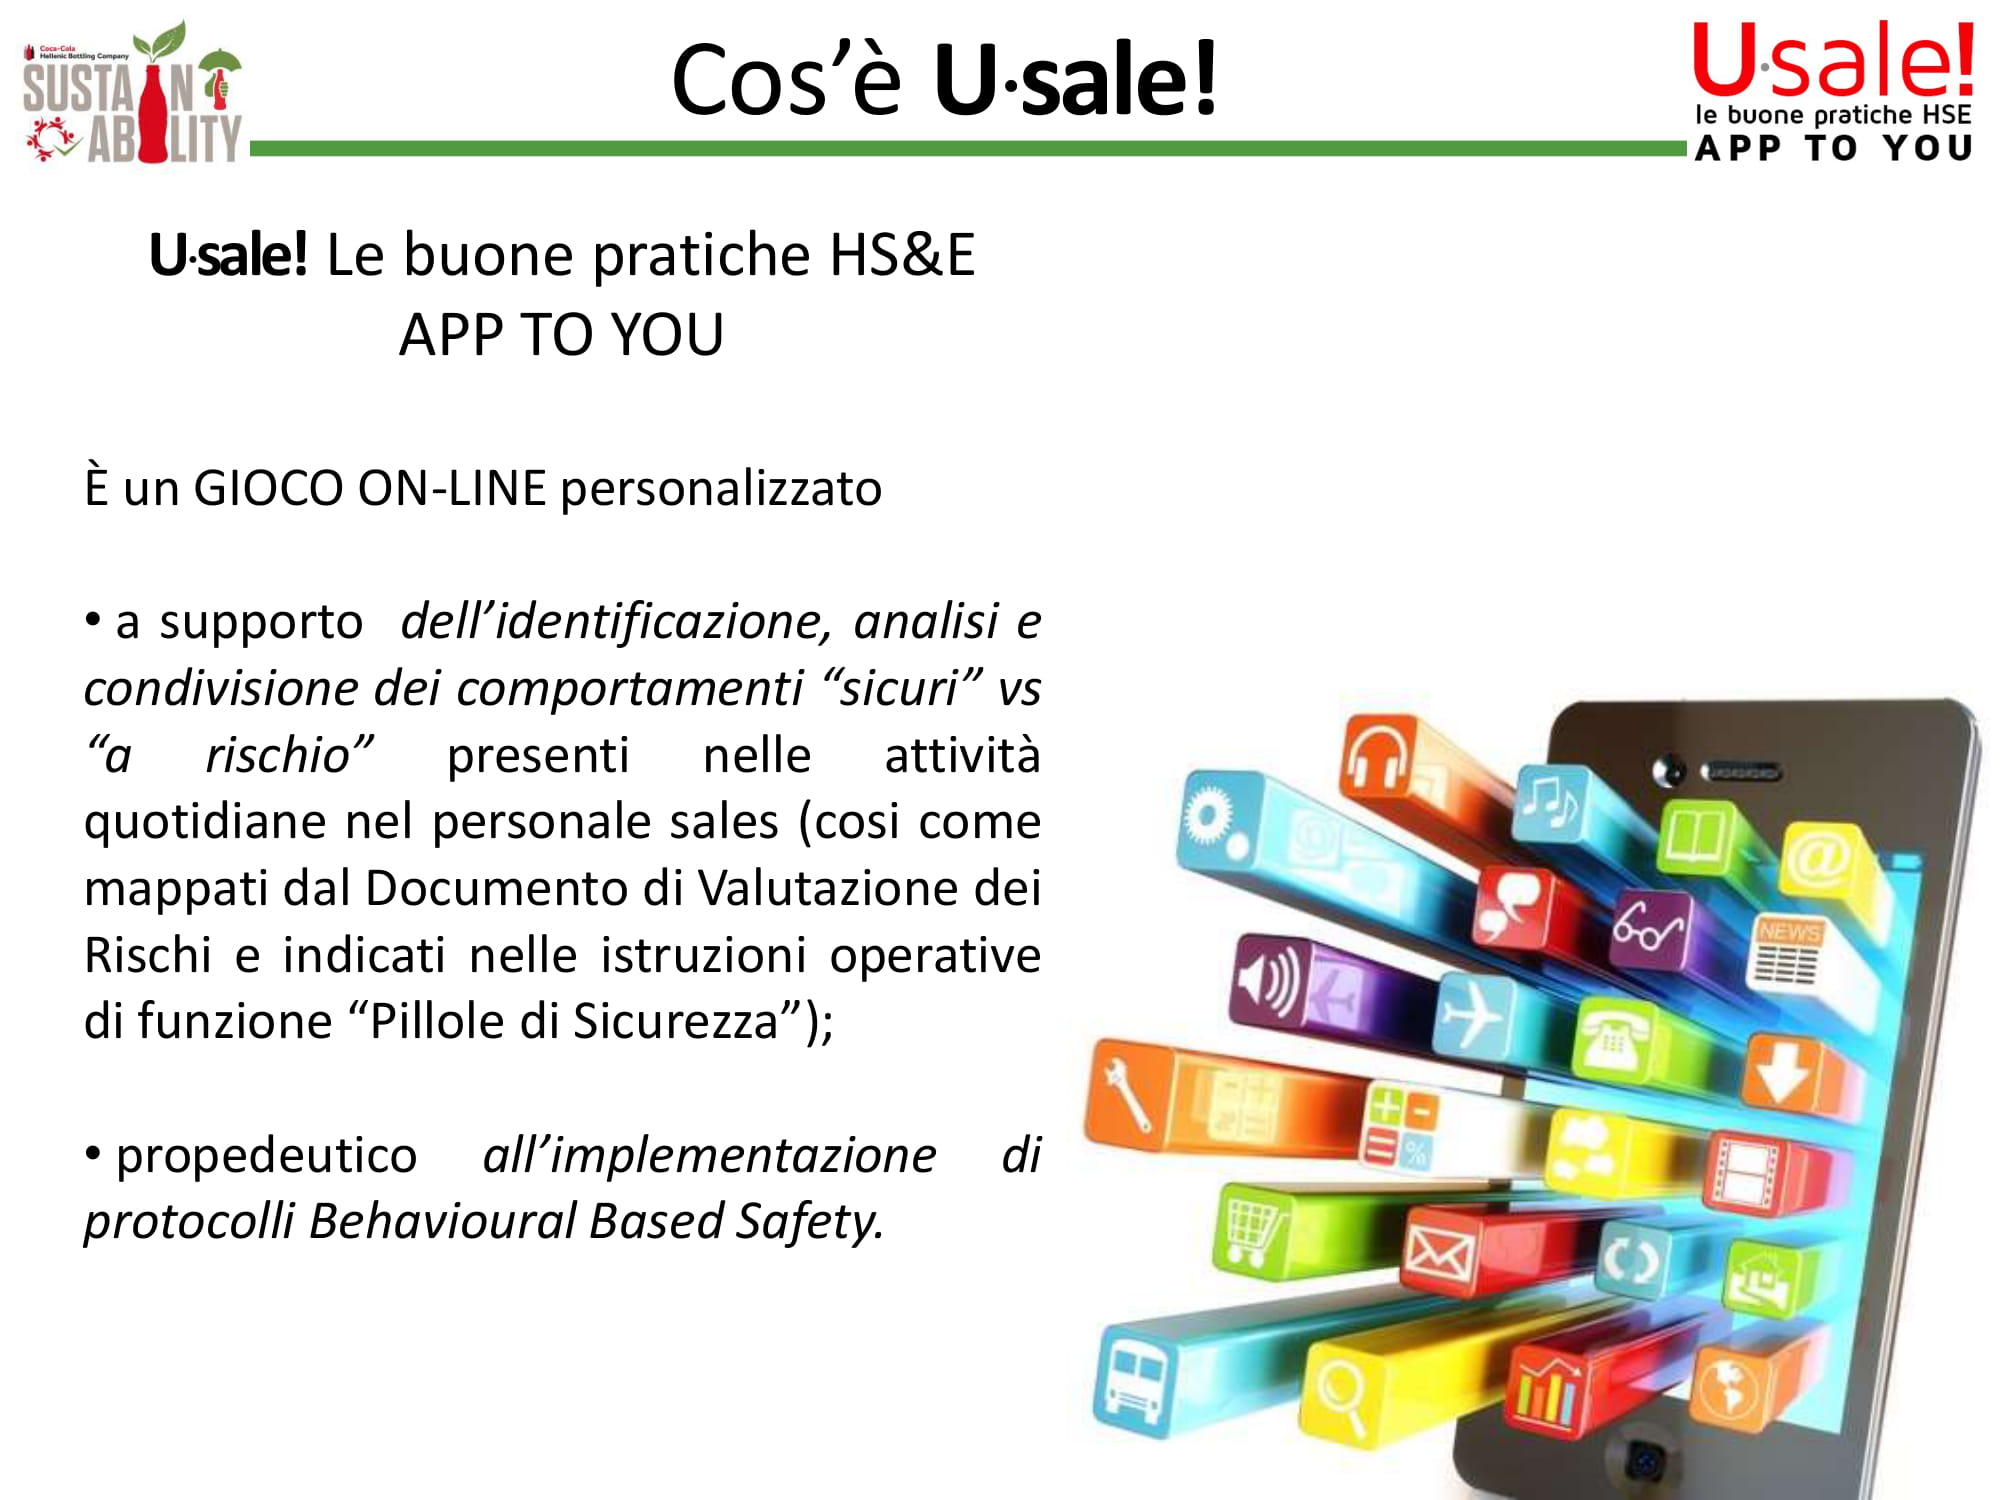 Coca-Cola
Hellenic Bottling Company
SUSTAIN
ABILITY
Cos’è U·sale!
U·sale!
le buone pratiche HSE
APP TO YOU
U·sale! Le buone pratiche HS&E
APP TO YOU
È un GIOCO ON-LINE personalizzato
• a supporto dell’identificazione, analisi e
condivisione dei comportamenti “sicuri” vs
“a rischio” presenti nelle attività
quotidiane nel personale sales (cosi come
mappati dal Documento di Valutazione dei
Rischi e indicati nelle istruzioni operative
di funzione “Pillole di Sicurezza”);
• propedeutico all’implementazione di
protocolli Behavioural Based Safety.
@
NEWS